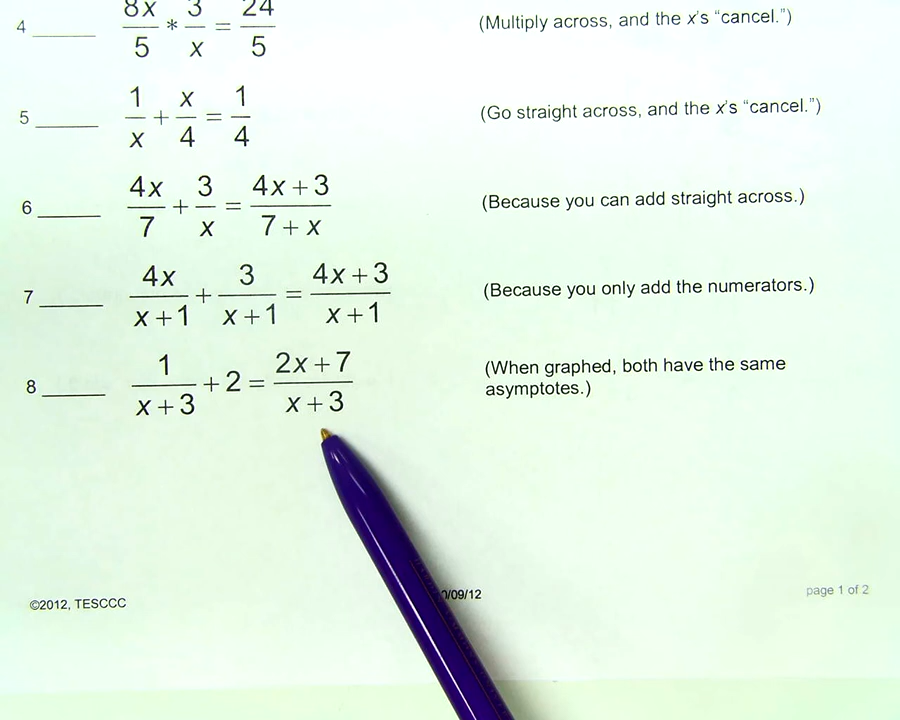 4 ______ 8x/5 * 3/x = 24/5 (Multiply across, and the x's “cancel.”)
5 ______ 1/x + x/4 = 1/4 (Go straight across, and the x's “cancel.”)
6 ______ 4x/7 + 3/x = (4x + 3)/(7 + x) (Because you can add straight across.)
7 ______ 4x/(x + 1) + 3/(x + 1) = (4x + 3)/(x + 1) (Because you only add the numerators.)
8 ______ 1/(x + 3) + 2 = (2x + 7)/(x + 3) (When graphed, both have the same
asymptotes.)
©2012, TESCCC /09/12 page 1 of 2